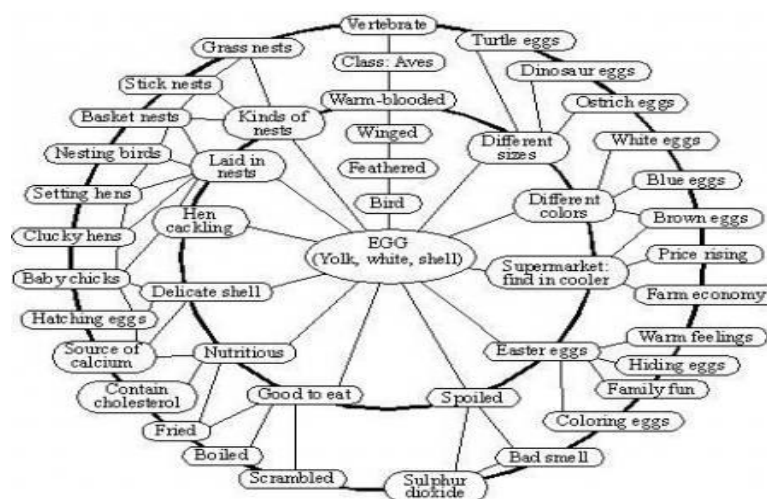 Vertebrate
Grass nests
Turtle eggs
Class: Aves
Stick nests
Dinosaur eggs
Warm-blooded
Ostrich eggs
Basket nests
Kinds of
nests
Winged
Different
sizes
White eggs
Nesting birds
Laid in
nests
Feathered
Blue eggs
Setting hens
Bird
Different
colors
Hen
cackling
Brown eggs
Clucky hens
EGG
(Yolk, white, shell)
Price rising
Supermarket:
find in cooler
Baby chicks
Delicate shell
Farm economy
Hatching eggs
Warm feelings
Source of
calcium
Nutritious
Easter eggs
Hiding eggs
Contain
cholesterol
Good to eat
Spoiled
Family fun
Fried
Coloring eggs
Boiled
Bad smell
Scrambled
Sulphur
dioxide